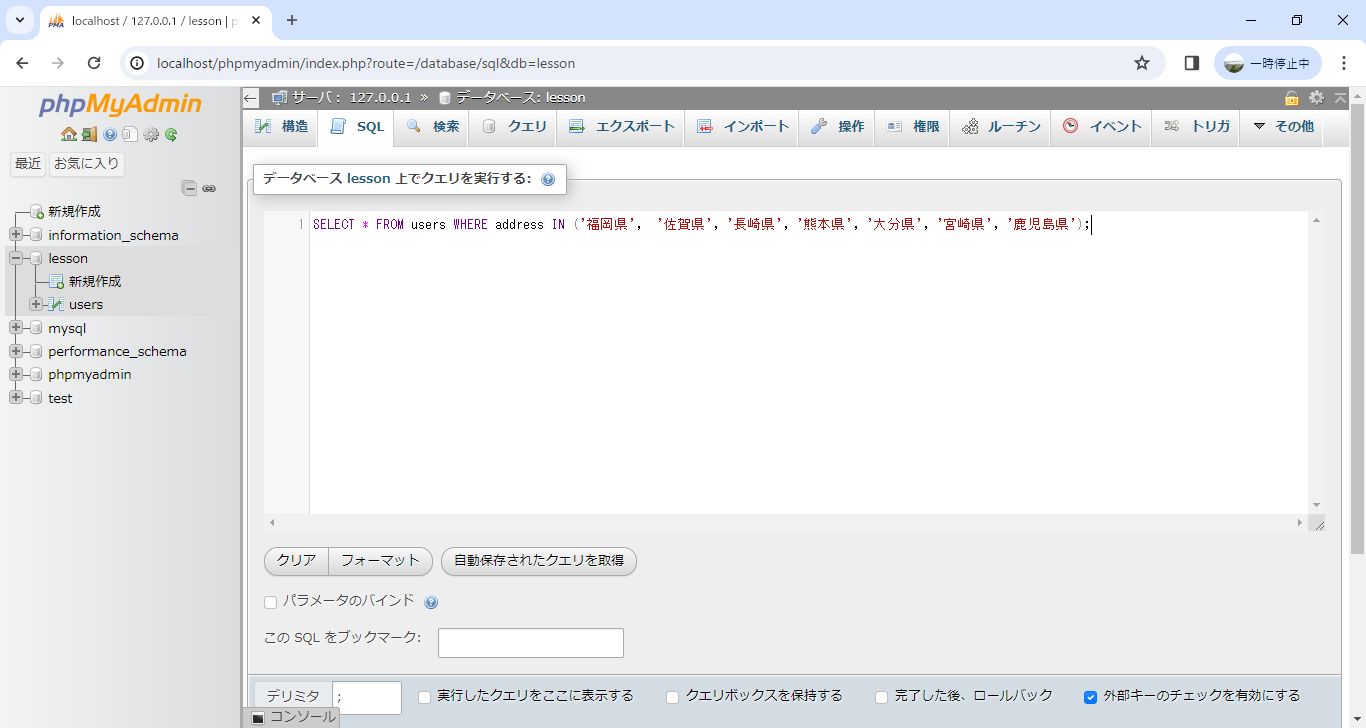 localhost / 127.0.0.1 / lesson | p
localhost/phpmyadmin/index.php?route=/database/sql&db=lesson
一時停止中
phpMyAdmin
最近 お気に入り
新規作成
information_schema
lesson
新規作成
users
mysql
performance_schema
phpmyadmin
test
サーバ: 127.0.0.1 » データベース: lesson
構造 SQL 検索 クエリ エクスポート インポート 操作 権限 ルーチン イベント トリガ その他
データベース lesson 上でクエリを実行する:
1 SELECT * FROM users WHERE address IN ('福岡県', '佐賀県','長崎県','熊本県','大分県','宮崎県','鹿児島県');
クリア フォーマット 自動保存されたクエリを取得
パラメータのバインド
この SQL をブックマーク:
デリミタ ; 実行したクエリをここに表示する クエリボックスを保持する 完了した後、ロールバック 外部キーのチェックを有効にする
コンソール